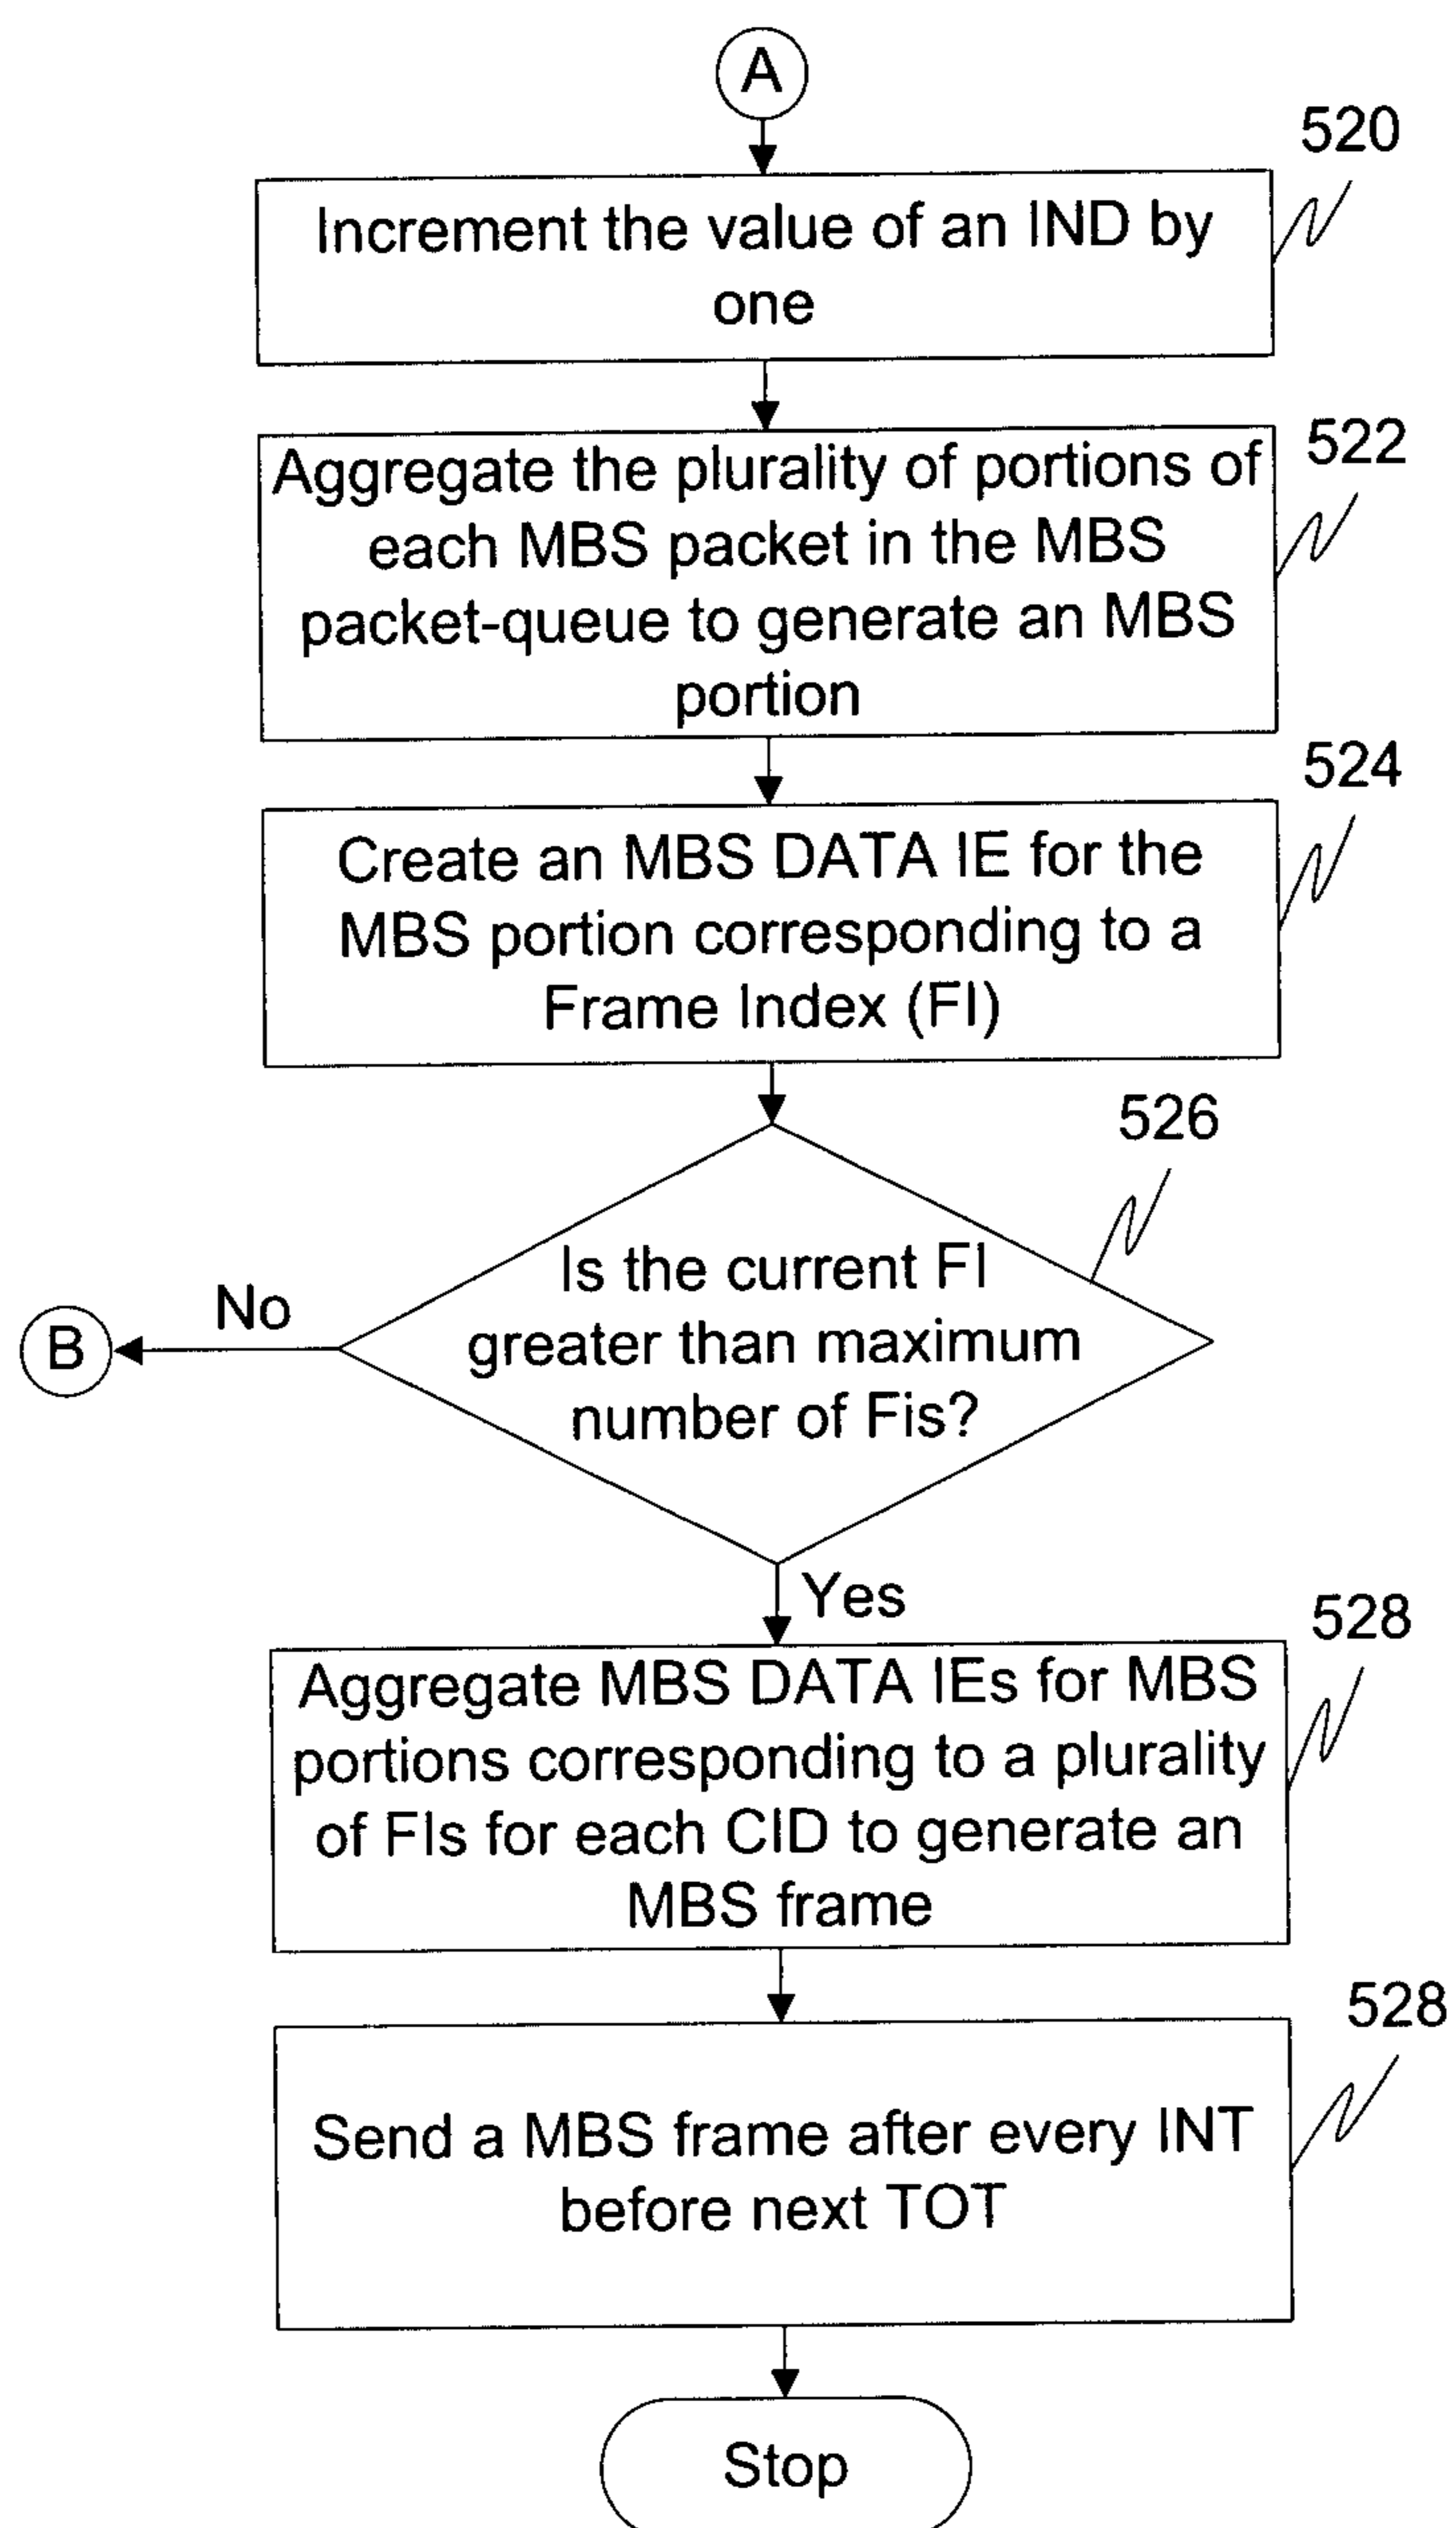 A
520
Increment the value of an IND by
one
522
Aggregate the plurality of portions of
each MBS packet in the MBS
packet-queue to generate an MBS
portion
524
Create an MBS DATA IE for the
MBS portion corresponding to a
Frame Index (FI)
526
Is the current FI
greater than maximum
number of Fis?
No
B
Yes
528
Aggregate MBS DATA IEs for MBS
portions corresponding to a plurality
of FIs for each CID to generate an
MBS frame
528
Send a MBS frame after every INT
before next TOT
Stop